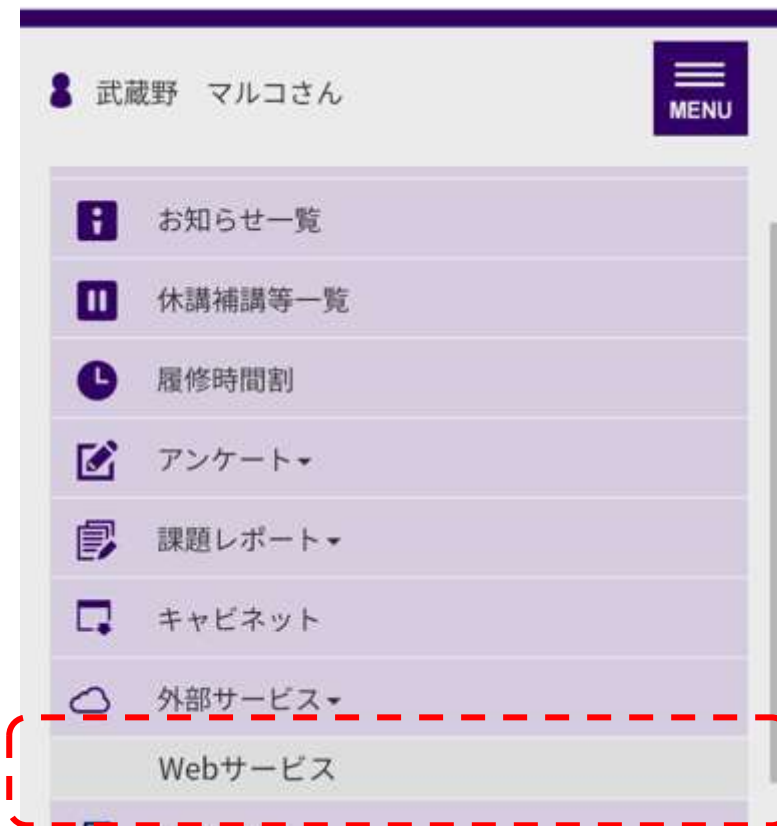 武蔵野 マルコさん
MENU
お知らせ一覧
休講補講等一覧
履修時間割
アンケート
課題レポート
キャビネット
外部サービス
Webサービス